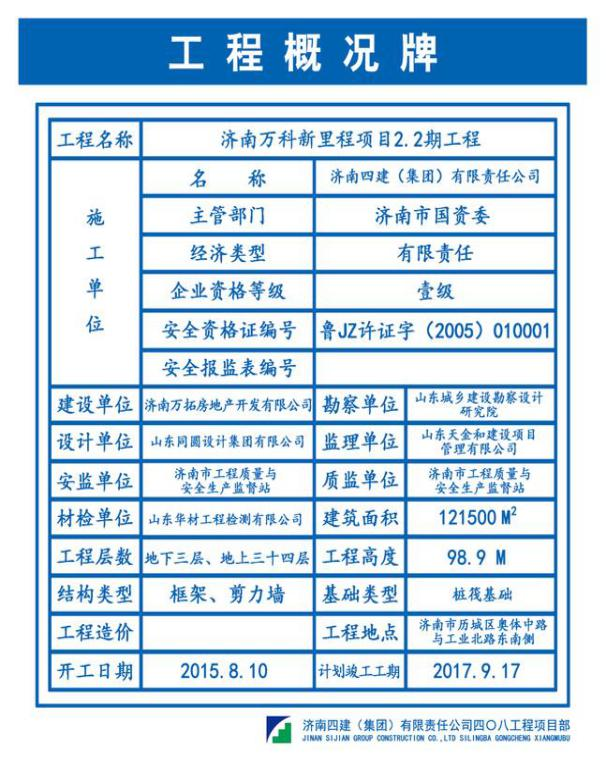 工程概况牌
工程名称 济南万科新里程项目2.2期工程
施工单位
名 称 济南四建（集团）有限责任公司
主管部门 济南市国资委
经济类型 有限责任
企业资格等级 壹级
安全资格证编号 鲁JZ许证字（2005）010001
安全报监表编号
建设单位 济南万拓房地产开发有限公司 勘察单位 山东城乡建设勘察设计
研究院
设计单位 山东同圆设计集团有限公司 监理单位 山东天金和建设项目
管理有限公司
安监单位 济南市工程质量与
安全生产监督站
质监单位 济南市工程质量与
安全生产监督站
材检单位 山东华材工程检测有限公司 建筑面积 121500 M²
工程层数 地下三层、地上三十四层 工程高度 98.9 M
结构类型 框架、剪力墙 基础类型 桩筏基础
工程造价 工程地点 济南市历城区奥体中路
与工业北路东南侧
开工日期 2015.8.10 计划竣工工期 2017.9.17
济南四建（集团）有限责任公司四〇八工程项目部
JINAN SIJIAN GROUP CONSTRUCTION CO.,LTD SILINGBA GONGCHENG XIANGMUBU